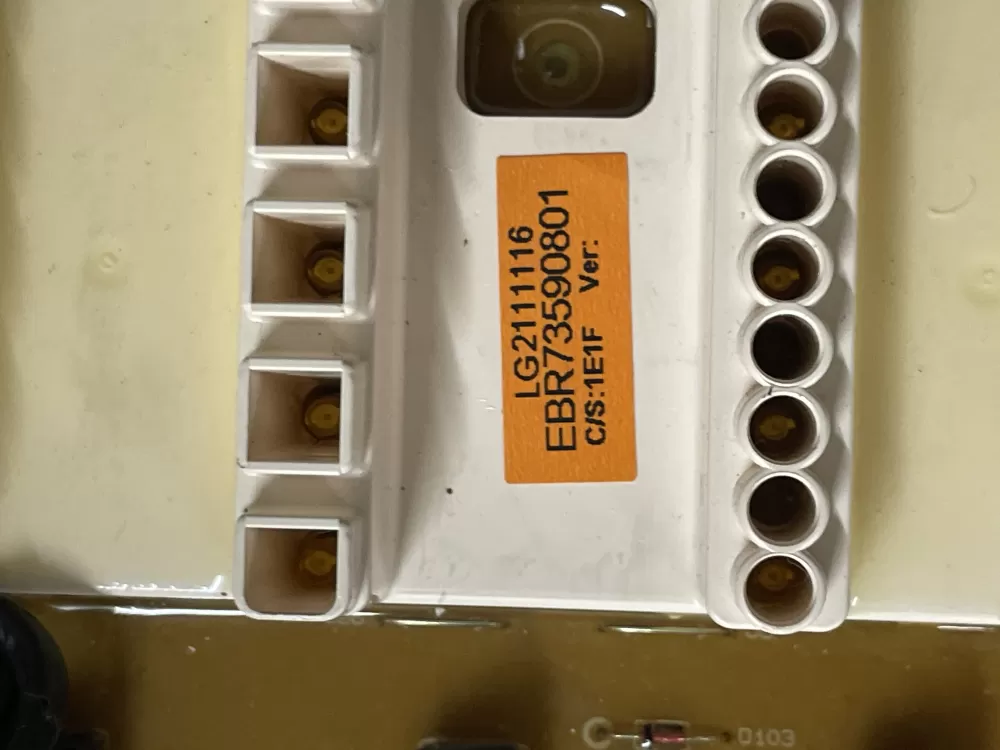 LG2111116
EBR73590801
C/S:1E1F Ver:
D103